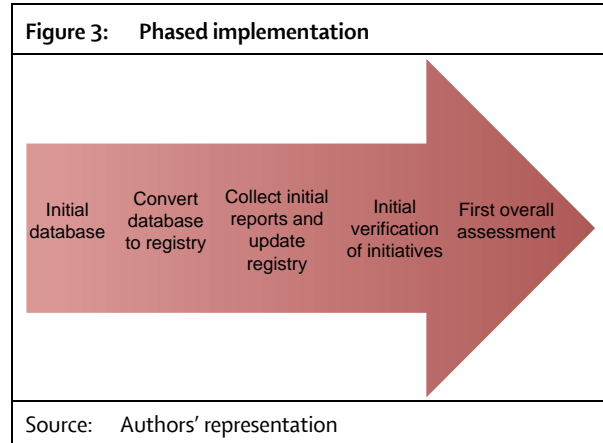 Figure 3: Phased implementation
Initial
database
Convert
database
to registry
Collect initial
reports and
update
registry
Initial
verification
of initiatives
First overall
assessment
Source: Authors' representation